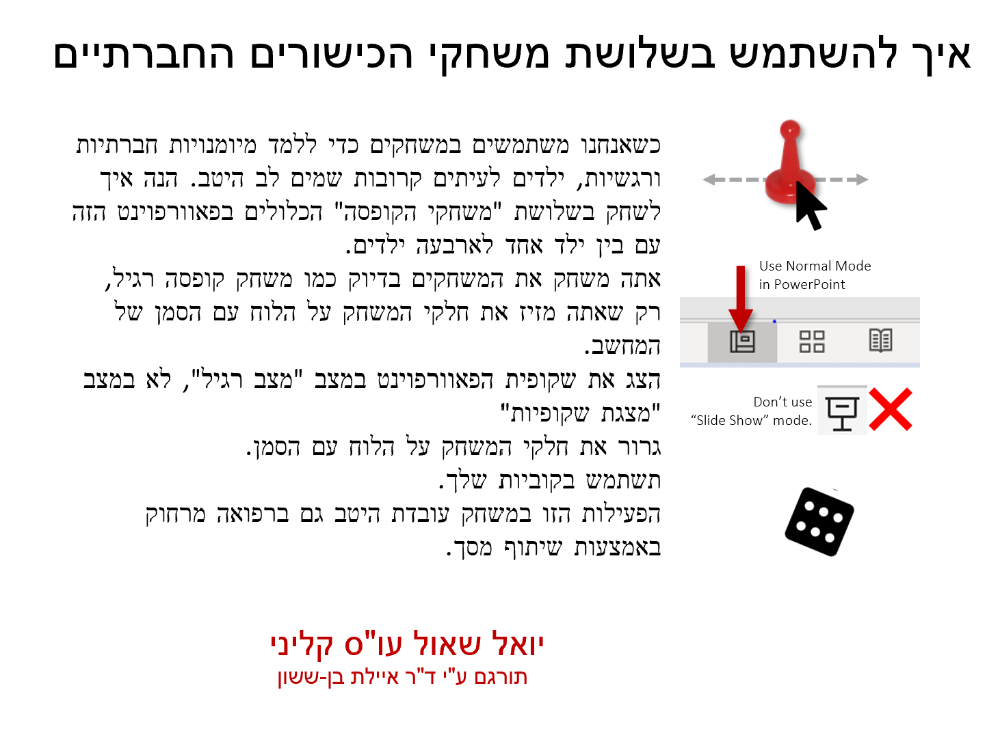 איך להשתמש בשלושת משחקי הכישורים החברתיים
כשאנחנו משתמשים במשחקים כדי ללמד מיומנויות חברתיות
ורגשיות, ילדים לעיתים קרובות שמים לב היטב. הנה איך
לשחק בשלושת "משחקי הקופסה" הכלולים בפאוורפוינט הזה
עם בין ילד אחד לארבעה ילדים.
אתה משחק את המשחקים בדיוק כמו משחק קופסה רגיל,
רק שאתה מזיז את חלקי המשחק על הלוח עם הסמן של
המחשב.
הצג את שקופית הפאוורפוינט במצב "מצב רגיל", לא במצב
"מצגת שקופיות"
גרור את חלקי המשחק על הלוח עם הסמן.
תשתמש בקוביות שלך.
הפעילות הזו במשחק עובדת היטב גם ברפואה מרחוק
באמצעות שיתוף מסך.
Use Normal Mode
in PowerPoint
Don’t use
“Slide Show” mode.
יואל שאול עו"ס קליני
תורגם ע"י ד"ר איילת בן-ששון